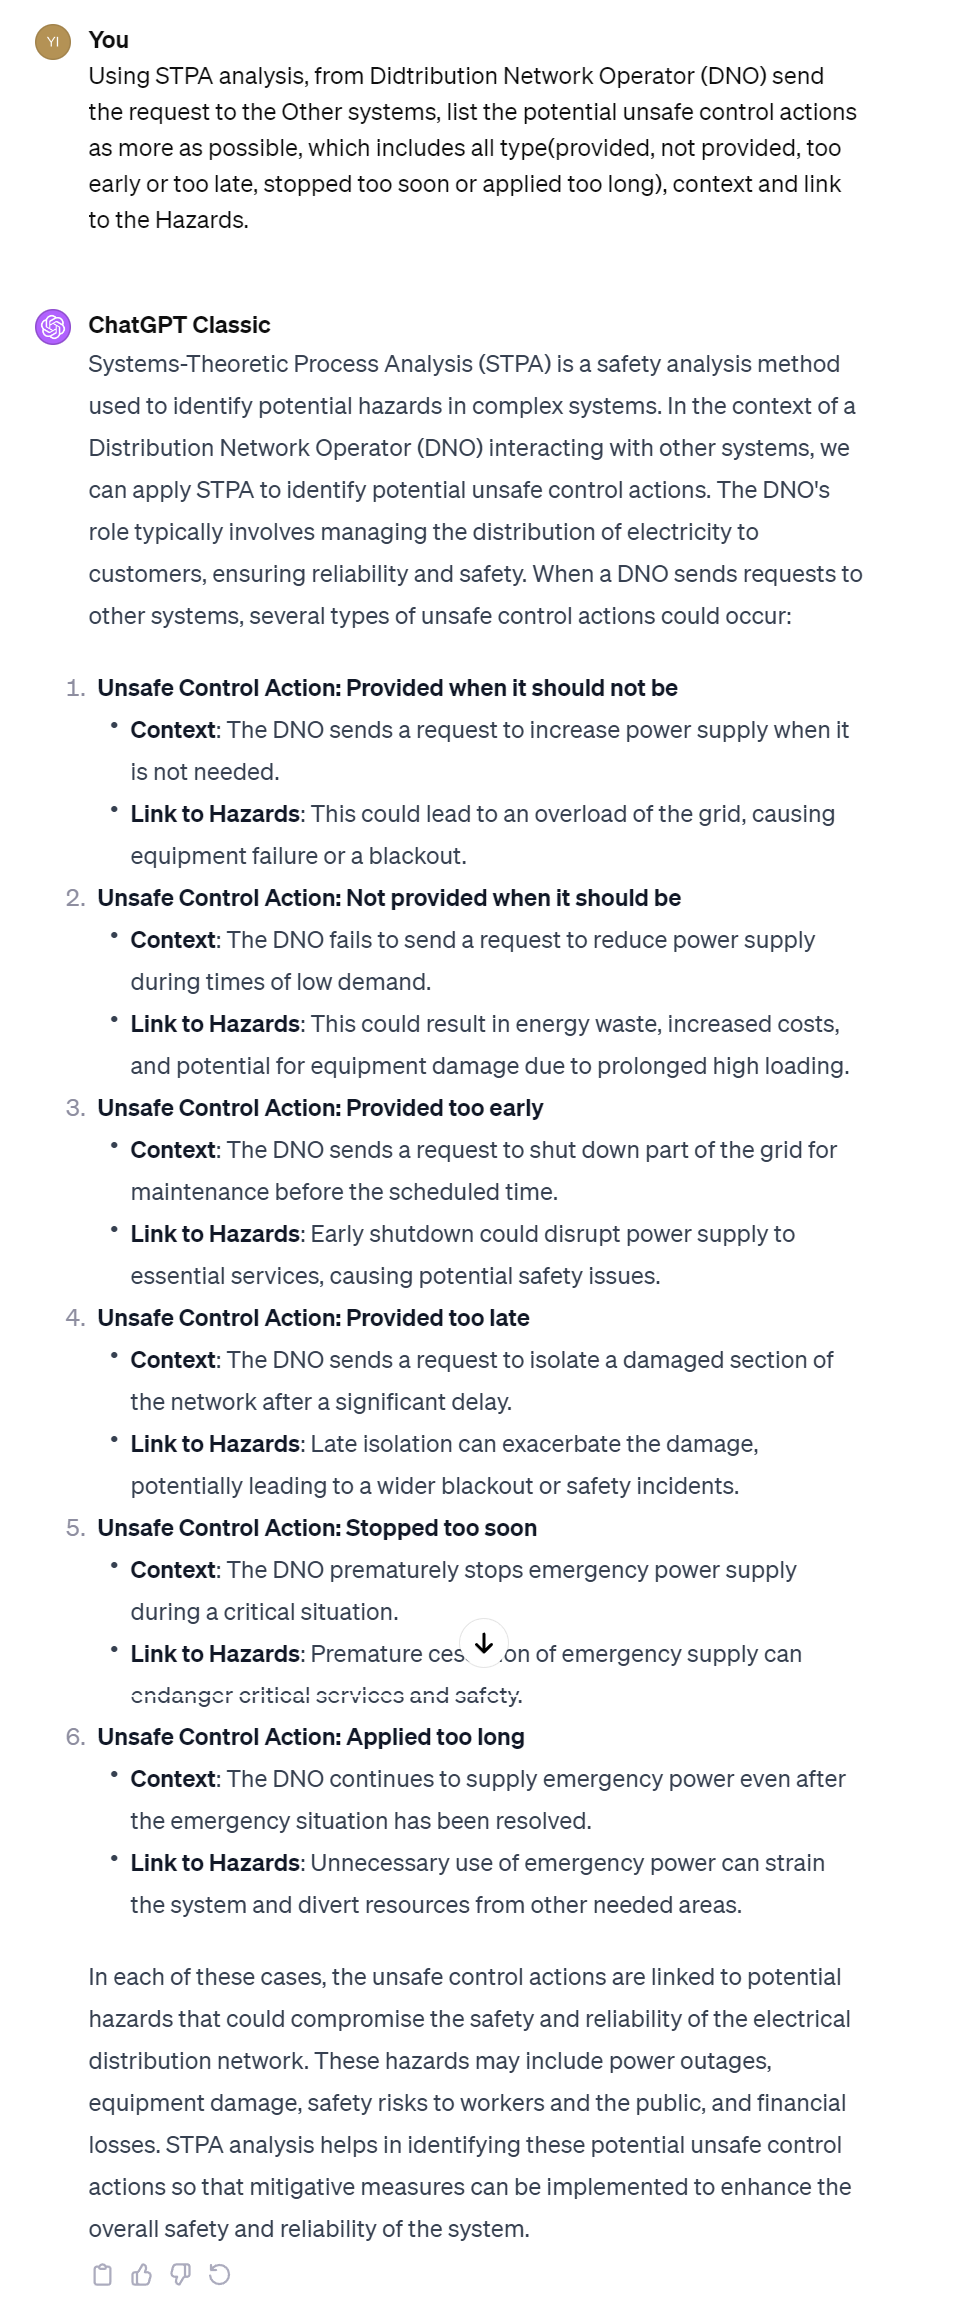 YI
You
Using STPA analysis, from Didtribution Network Operator (DNO) send
the request to the Other systems, list the potential unsafe control actions
as more as possible, which includes all type(provided, not provided, too
early or too late, stopped too soon or applied too long), context and link
to the Hazards.
ChatGPT Classic
Systems-Theoretic Process Analysis (STPA) is a safety analysis method
used to identify potential hazards in complex systems. In the context of a
Distribution Network Operator (DNO) interacting with other systems, we
can apply STPA to identify potential unsafe control actions. The DNO's
role typically involves managing the distribution of electricity to
customers, ensuring reliability and safety. When a DNO sends requests to
other systems, several types of unsafe control actions could occur:
1. Unsafe Control Action: Provided when it should not be
• Context: The DNO sends a request to increase power supply when it
is not needed.
• Link to Hazards: This could lead to an overload of the grid, causing
equipment failure or a blackout.
2. Unsafe Control Action: Not provided when it should be
• Context: The DNO fails to send a request to reduce power supply
during times of low demand.
• Link to Hazards: This could result in energy waste, increased costs,
and potential for equipment damage due to prolonged high loading.
3. Unsafe Control Action: Provided too early
• Context: The DNO sends a request to shut down part of the grid for
maintenance before the scheduled time.
• Link to Hazards: Early shutdown could disrupt power supply to
essential services, causing potential safety issues.
4. Unsafe Control Action: Provided too late
• Context: The DNO sends a request to isolate a damaged section of
the network after a significant delay.
• Link to Hazards: Late isolation can exacerbate the damage,
potentially leading to a wider blackout or safety incidents.
5. Unsafe Control Action: Stopped too soon
• Context: The DNO prematurely stops emergency power supply
during a critical situation.
• Link to Hazards: Premature of emergency supply can
endanger critical services and safety.
6. Unsafe Control Action: Applied too long
• Context: The DNO continues to supply emergency power even after
the emergency situation has been resolved.
• Link to Hazards: Unnecessary use of emergency power can strain
the system and divert resources from other needed areas.
In each of these cases, the unsafe control actions are linked to potential
hazards that could compromise the safety and reliability of the electrical
distribution network. These hazards may include power outages,
equipment damage, safety risks to workers and the public, and financial
losses. STPA analysis helps in identifying these potential unsafe control
actions so that mitigative measures can be implemented to enhance the
overall safety and reliability of the system.